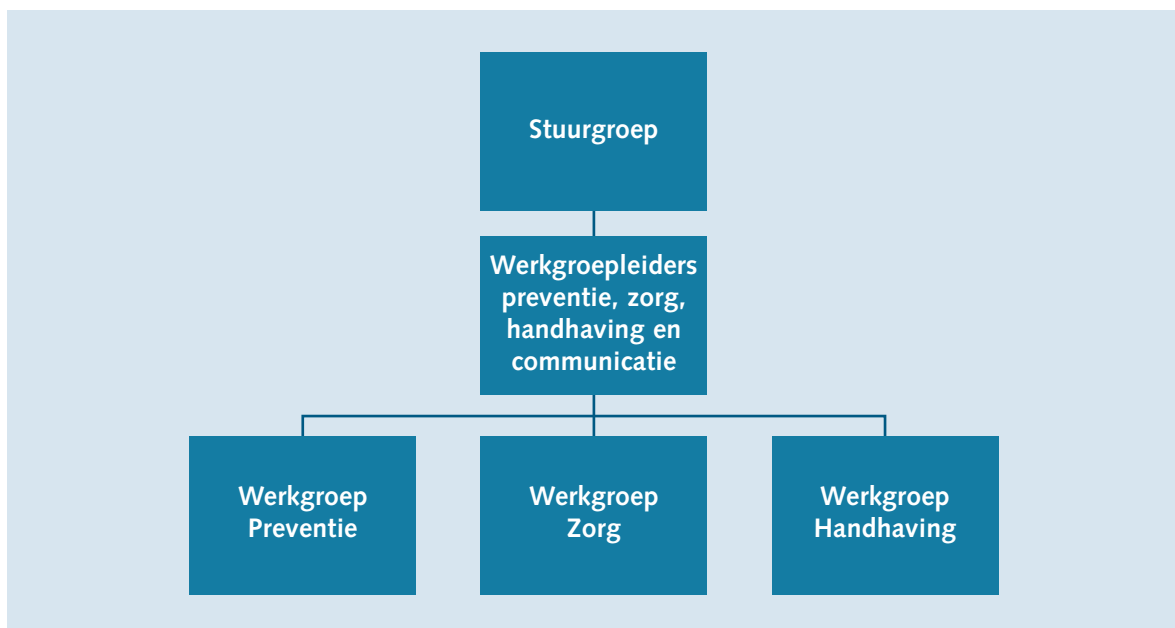 Stuurgroep
Werkgroepleiders
preventie, zorg,
handhaving en
communicatie
Werkgroep
Preventie
Werkgroep
Zorg
Werkgroep
Handhaving